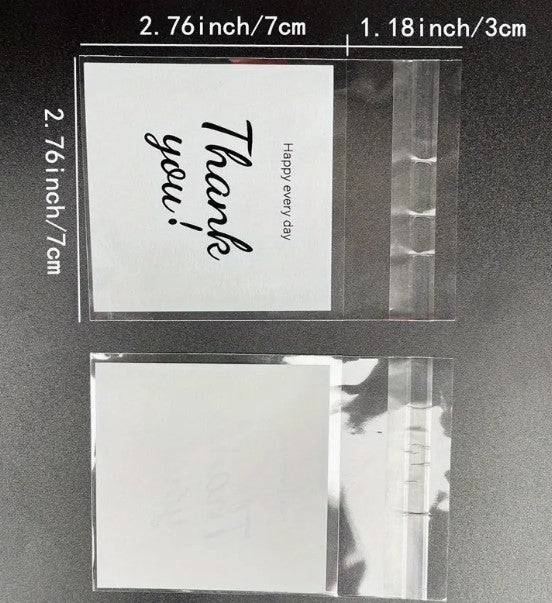 2.76inch/7cm
1.18inch/3cm
2.76inch/7cm
Happy every day
Thank
you!